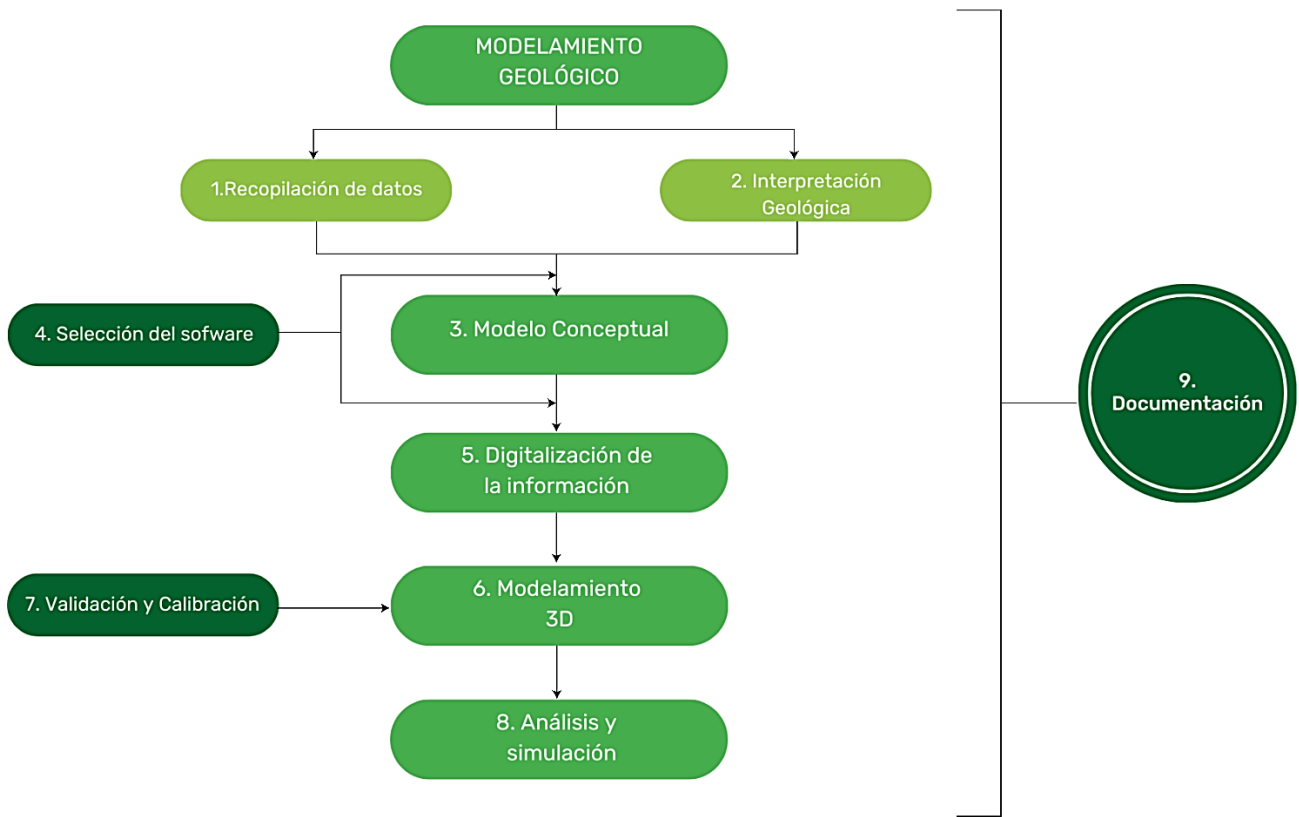 MODELAMIENTO
GEOLÓGICO
1.Recopilación de datos
2. Interpretación
Geológica
3. Modelo Conceptual
4. Selección del sofware
5. Digitalización de
la información
6. Modelamiento
3D
7. Validación y Calibración
8. Análisis y
simulación
9.
Documentación